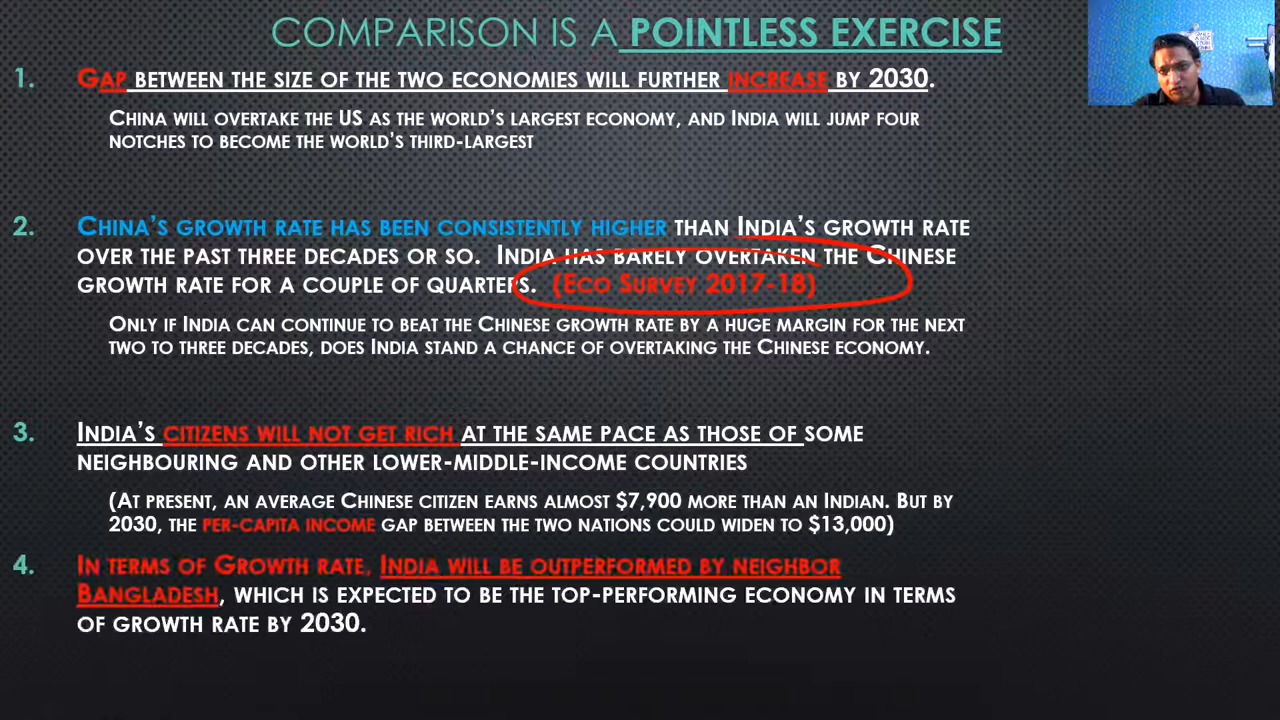 COMPARISON IS A POINTLESS EXERCISE
1. GAP BETWEEN THE SIZE OF THE TWO ECONOMIES WILL FURTHER INCREASE BY 2030.
CHINA WILL OVERTAKE THE US AS THE WORLD'S LARGEST ECONOMY, AND INDIA WILL JUMP FOUR
NOTCHES TO BECOME THE WORLD'S THIRD-LARGEST
2. CHINA'S GROWTH RATE HAS BEEN CONSISTENTLY HIGHER THAN INDIA'S GROWTH RATE
OVER THE PAST THREE DECADES OR SO. INDIA HAS BARELY OVERTAKEN THE CHINESE
GROWTH RATE FOR A COUPLE OF QUARTERS. (ECO SURVEY 2017-18)
ONLY IF INDIA CAN CONTINUE TO BEAT THE CHINESE GROWTH RATE BY A HUGE MARGIN FOR THE NEXT
TWO TO THREE DECADES, DOES INDIA STAND A CHANCE OF OVERTAKING THE CHINESE ECONOMY.
3. INDIA'S CITIZENS WILL NOT GET RICH AT THE SAME PACE AS THOSE OF SOME
NEIGHBOURING AND OTHER LOWER-MIDDLE-INCOME COUNTRIES
(AT PRESENT, AN AVERAGE CHINESE CITIZEN EARNS ALMOST $7,900 MORE THAN AN INDIAN. BUT BY
2030, THE PER-CAPITA INCOME GAP BETWEEN THE TWO NATIONS COULD WIDEN TO $13,000)
4. IN TERMS OF GROWTH RATE, INDIA WILL BE OUTPERFORMED BY NEIGHBOR
BANGLADESH, WHICH IS EXPECTED TO BE THE TOP-PERFORMING ECONOMY IN TERMS
OF GROWTH RATE BY 2030.